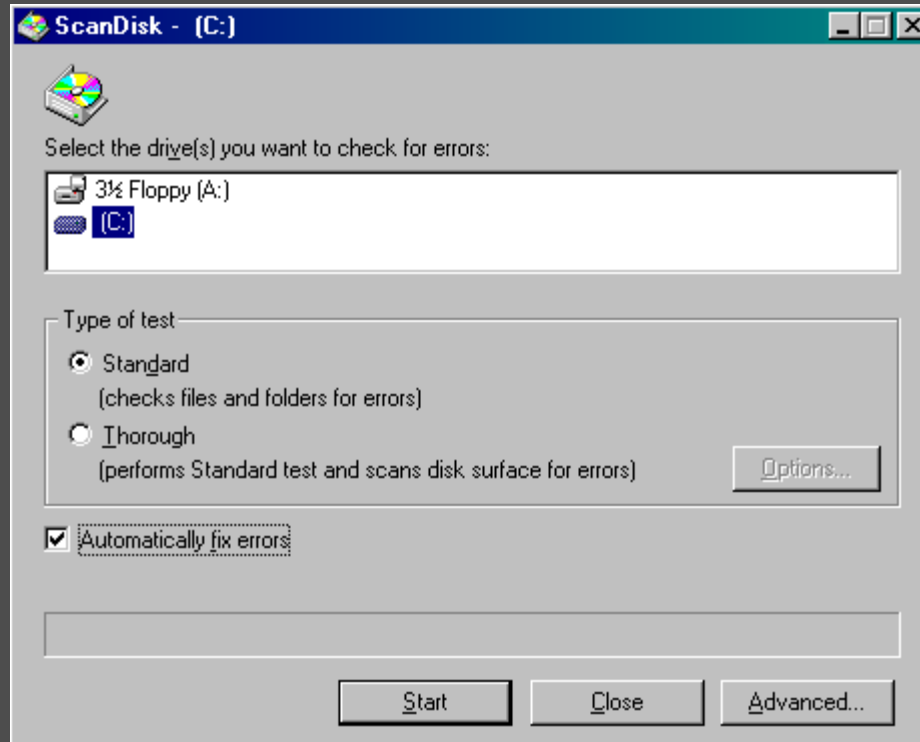 ScanDisk - (C:)
Select the drive(s) you want to check for errors:
3½ Floppy (A:)
(C:)
Type of test
Standard
(checks files and folders for errors)
Thorough
(performs Standard test and scans disk surface for errors)
Options...
Automatically fix errors
Start Close Advanced...